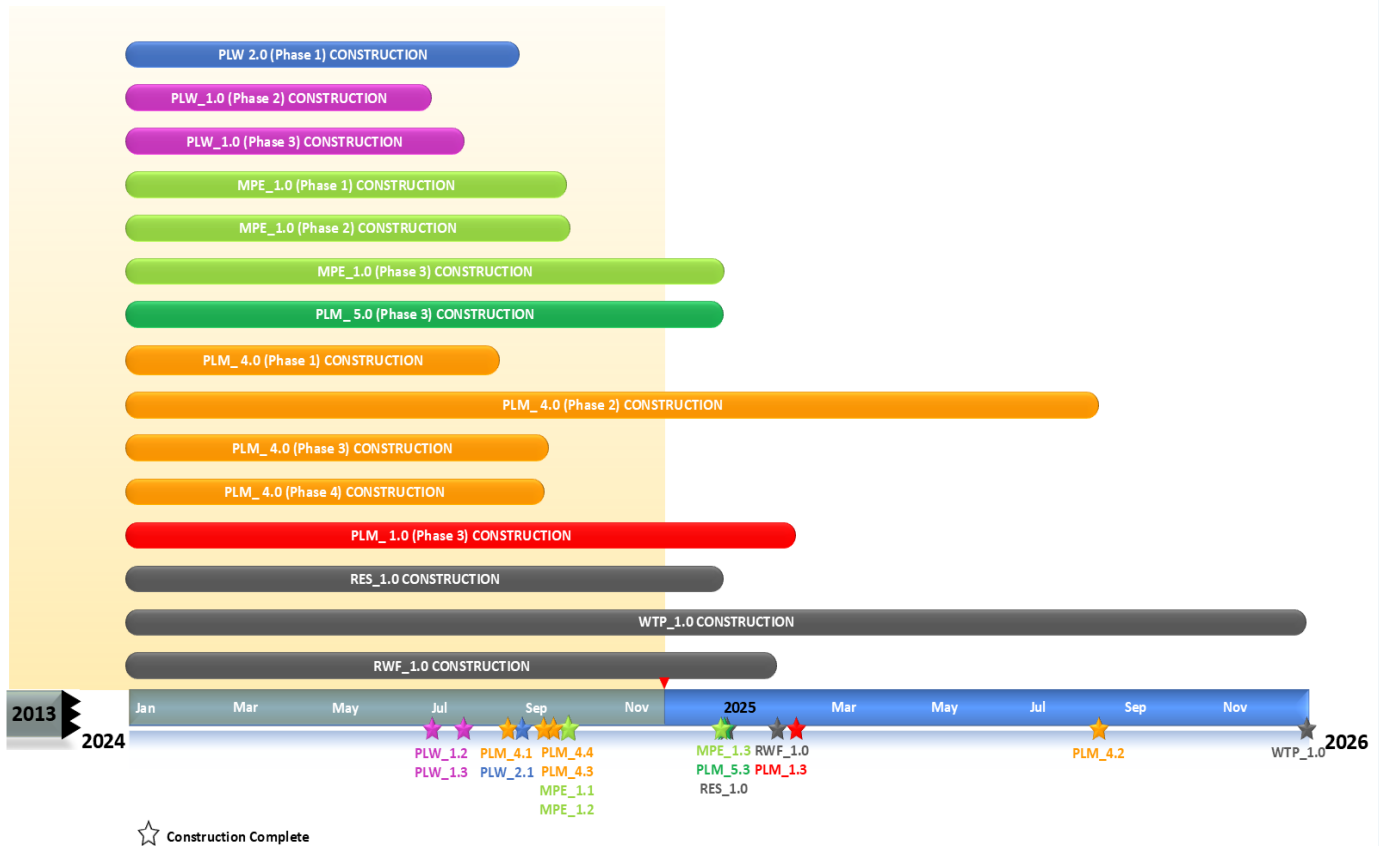 PLW 2.0 (Phase 1) CONSTRUCTION
PLW_1.0 (Phase 2) CONSTRUCTION
PLW_1.0 (Phase 3) CONSTRUCTION
MPE_1.0 (Phase 1) CONSTRUCTION
MPE_1.0 (Phase 2) CONSTRUCTION
MPE_1.0 (Phase 3) CONSTRUCTION
PLM_ 5.0 (Phase 3) CONSTRUCTION
PLM_ 4.0 (Phase 1) CONSTRUCTION
PLM_ 4.0 (Phase 2) CONSTRUCTION
PLM_ 4.0 (Phase 3) CONSTRUCTION
PLM_ 4.0 (Phase 4) CONSTRUCTION
PLM_ 1.0 (Phase 3) CONSTRUCTION
RES_1.0 CONSTRUCTION
WTP_1.0 CONSTRUCTION
RWF_1.0 CONSTRUCTION
2013 Jan Mar May Jul Sep Nov 2025 Mar May Jul Sep Nov
2024 2026
PLW_1.2 PLM_4.1 PLM_4.4 MPE_1.3 RWF_1.0 PLM_4.2 WTP_1.0
PLW_1.3 PLW_2.1 PLM_4.3 PLM_5.3 PLM_1.3
MPE_1.1 RES_1.0
MPE_1.2
Construction Complete